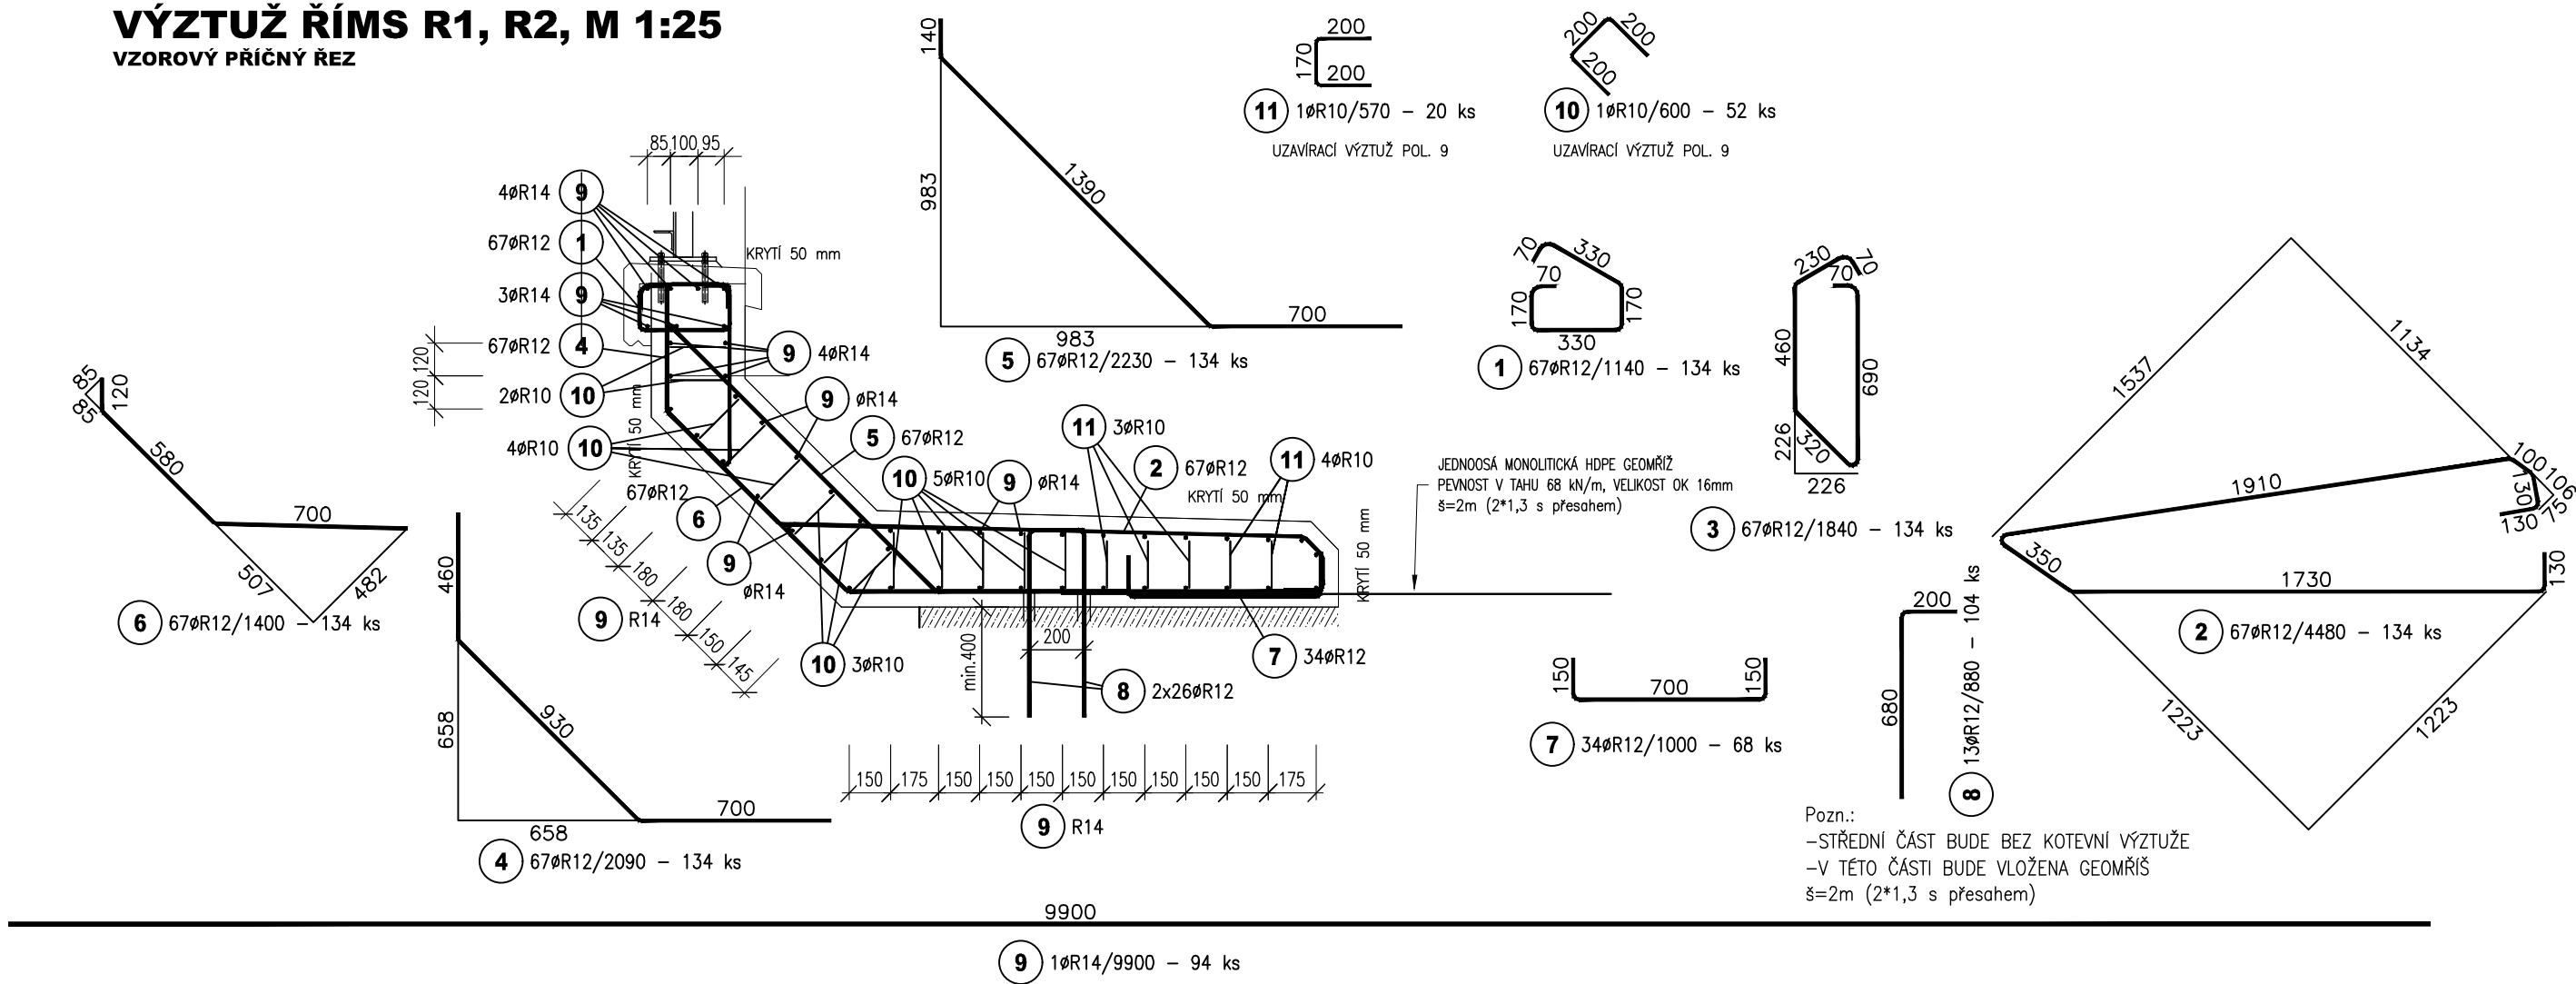 VÝZTUŽ ŘÍMS R1, R2, M 1:25
VZOROVÝ PŘÍČNÝ ŘEZ
140
983
1390
983
700
5 67øR12/2230 – 134 ks
200
170
200
11 1øR10/570 – 20 ks
UZAVÍRACÍ VÝZTUŽ POL. 9
200
200
200
10 1øR10/600 – 52 ks
UZAVÍRACÍ VÝZTUŽ POL. 9
85 100 95
4øR14 9
67øR12 1
3øR14 9
67øR12 4
2øR10 10
4øR10 10
120 120
KRYTÍ 50 mm
9 4øR14
9 øR14
5 67øR12
KRYTÍ 50 mm
67øR12
6
9
øR14
10 5øR10
9 øR14
11 3øR10
2 67øR12
11 4øR10
KRYTÍ 50 mm
KRYTÍ 50 mm
JEDNOOSÁ MONOLITICKÁ HDPE GEOMŘÍŽ
PEVNOST V TAHU 68 kN/m, VELIKOST OK 16mm
š=2m (2*1,3 s přesahem)
135
135
180
180
150
145
9 R14
10 3øR10
min.400
200
7 34øR12
8 2x26øR12
150 175 150 150 150 150 150 150 150 150 175
9 R14
85
85
120
580
700
507
482
6 67øR12/1400 – 134 ks
460
658
930
658
700
4 67øR12/2090 – 134 ks
70
330
70
170
170
330
1 67øR12/1140 – 134 ks
230
70
70
460
690
226
320
226
3 67øR12/1840 – 134 ks
1537
1134
1910
100
106
130
130
75
350
1730
130
1223
1223
2 67øR12/4480 – 134 ks
150
700
150
7 34øR12/1000 – 68 ks
200
680
8 13øR12/880 – 104 ks
Pozn.:
–STŘEDNÍ ČÁST BUDE BEZ KOTEVNÍ VÝZTUŽE
–V TÉTO ČÁSTI BUDE VLOŽENA GEOMŘÍŠ
š=2m (2*1,3 s přesahem)
9900
9 1øR14/9900 – 94 ks